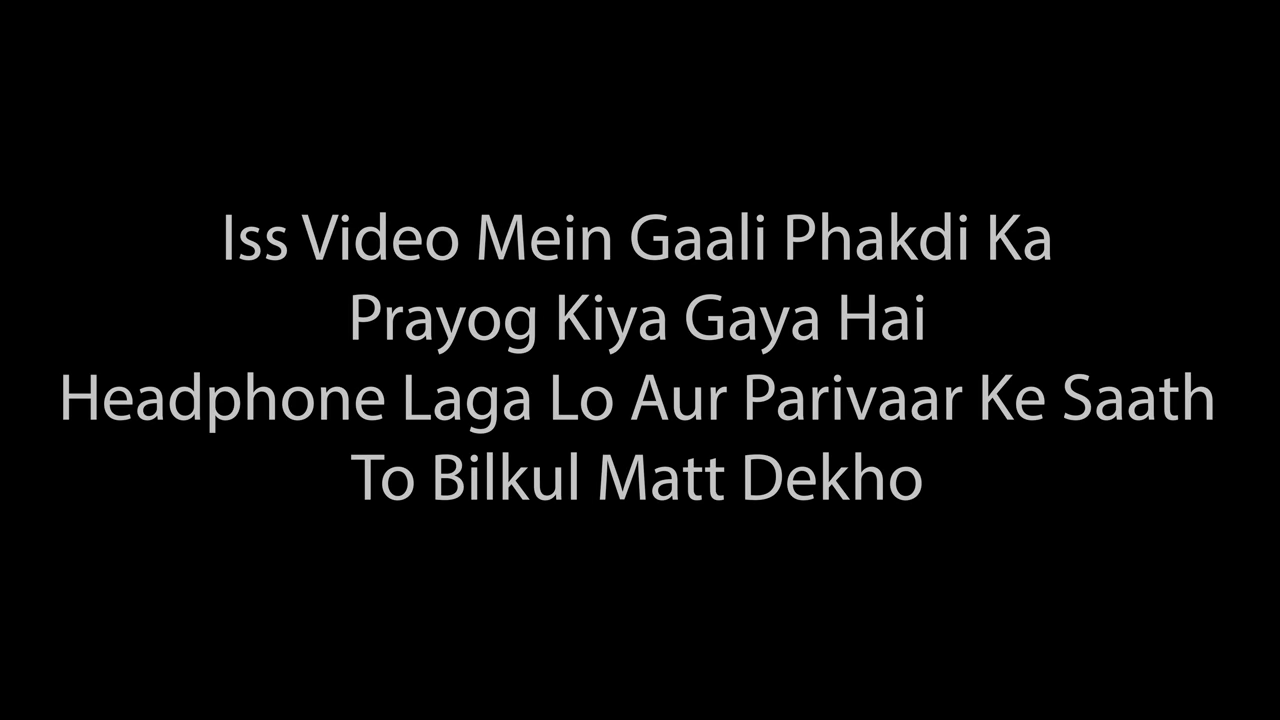 Iss Video Mein Gaali Phakdi Ka
Prayog Kiya Gaya Hai
Headphone Laga Lo Aur Parivaar Ke Saath
To Bilkul Matt Dekho